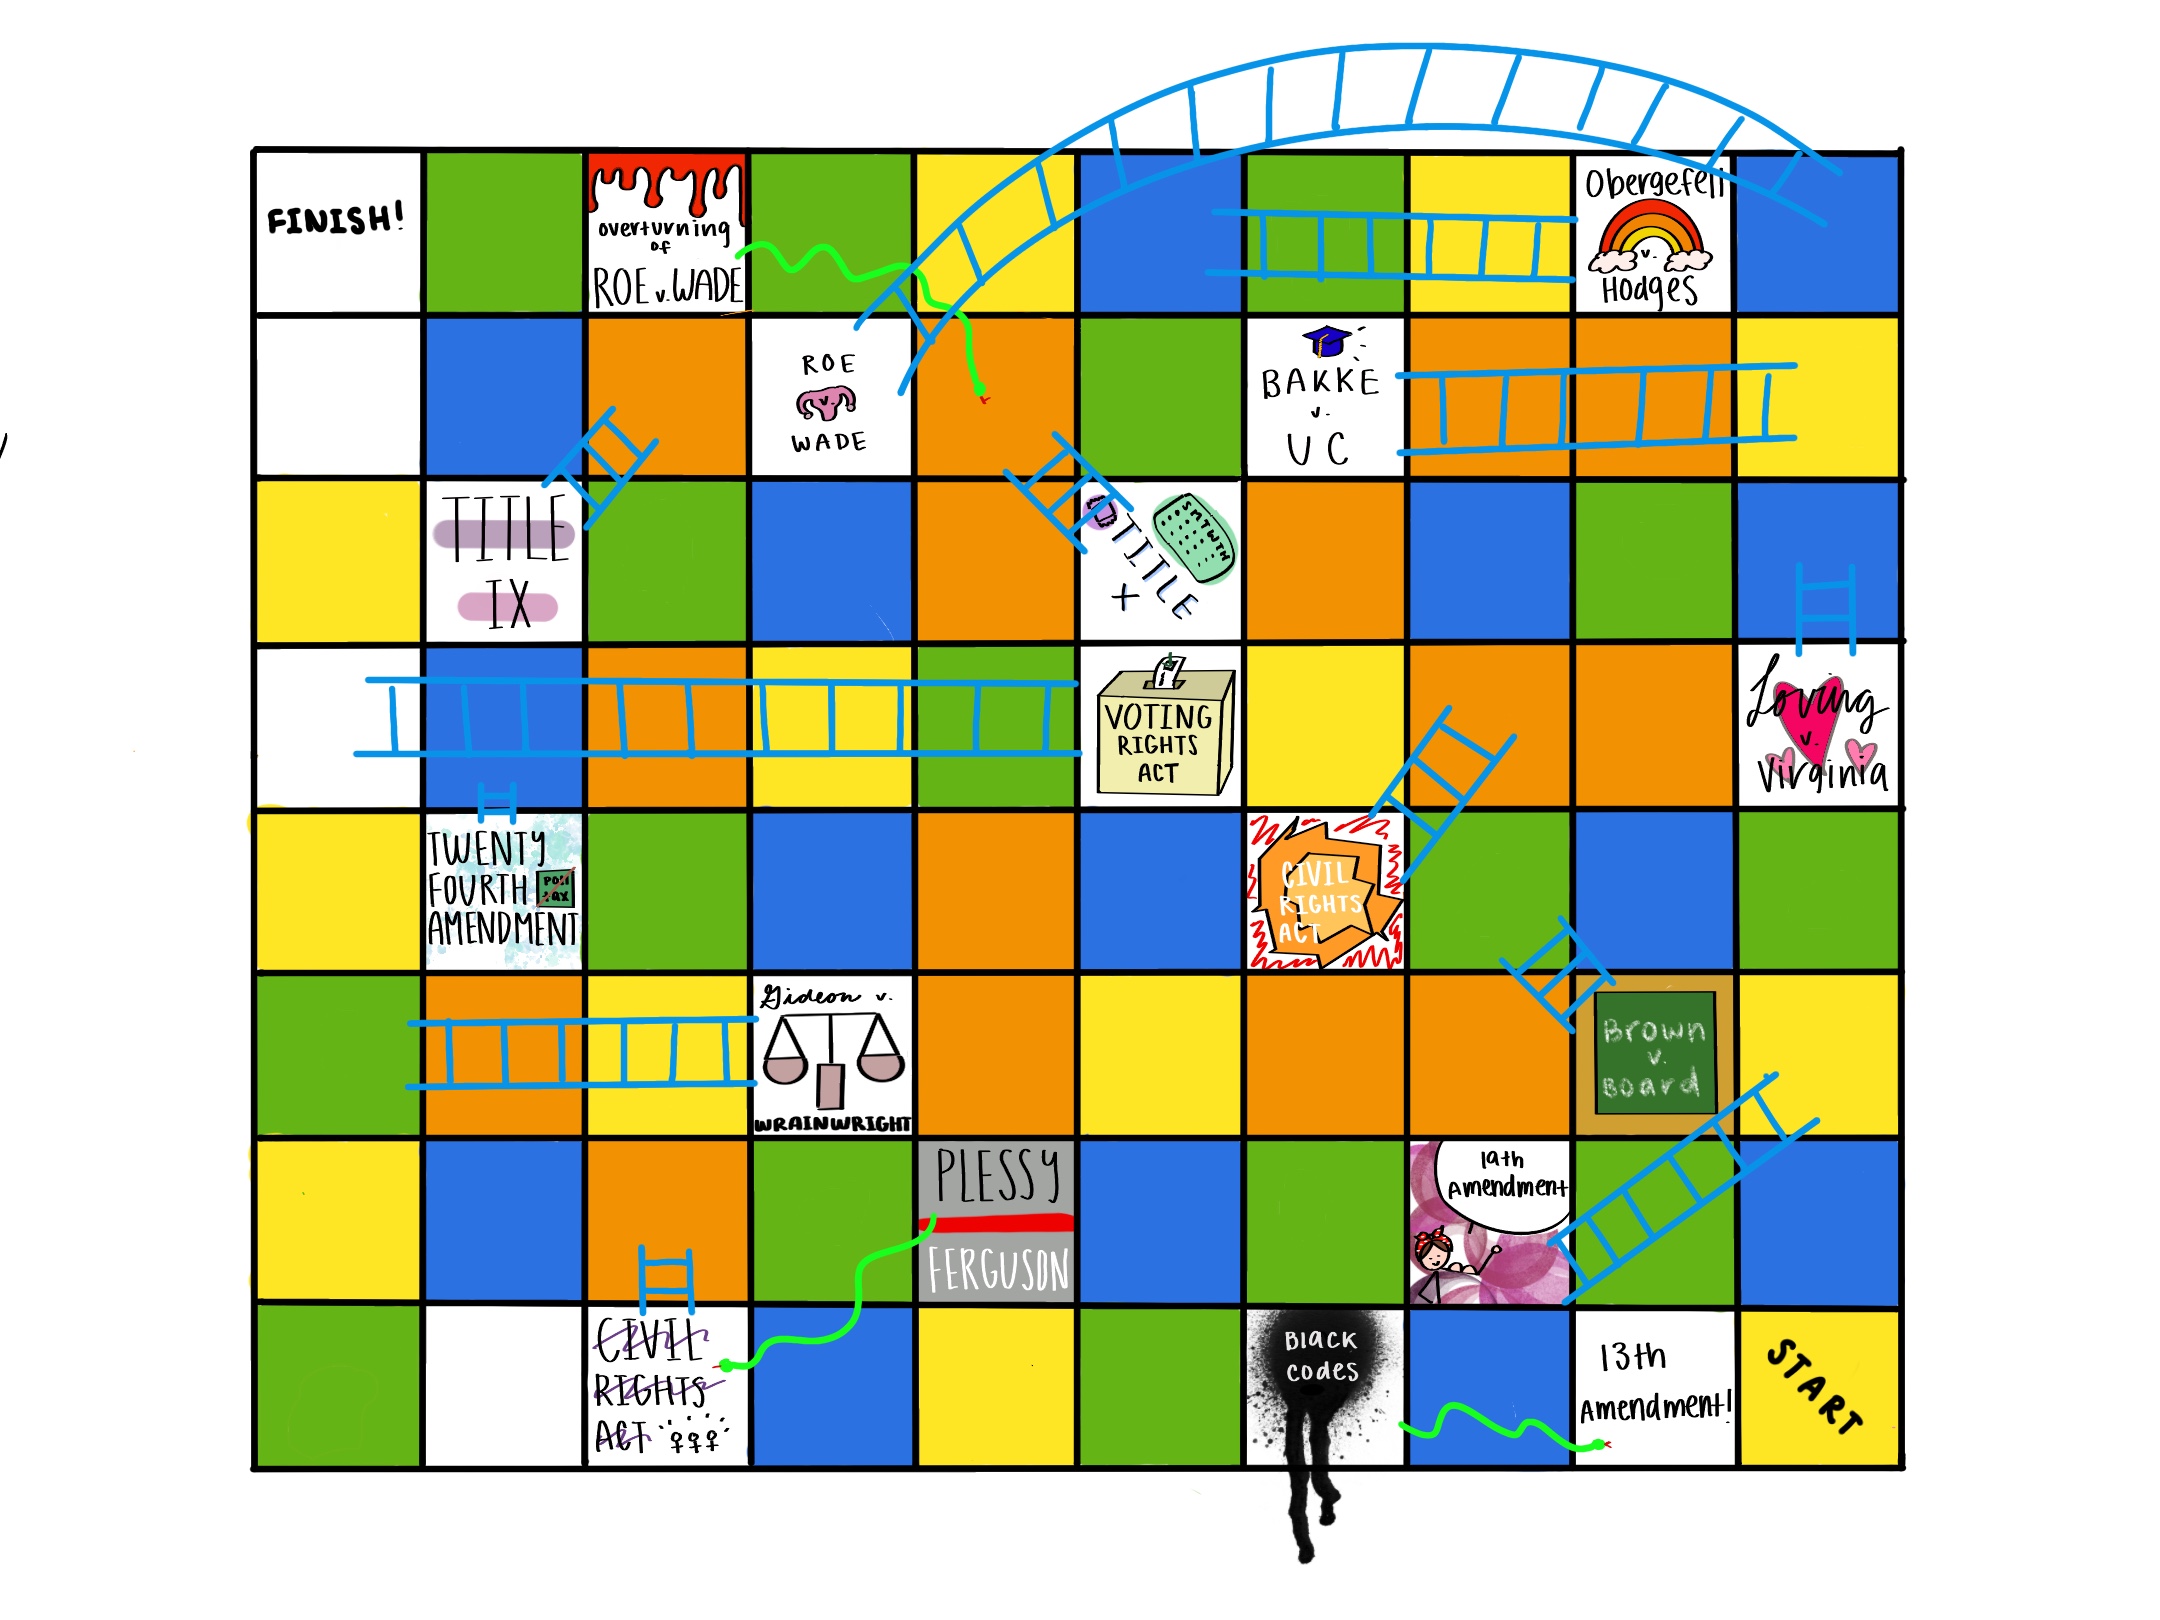 FINISH!
overturning
of
ROE v. WADE
Obergefell
v.
Hodges
ROE
v.
WADE
BAKKE
v.
UC
TITLE
IX
SMTWTH
TITLE
X
VOTING
RIGHTS
ACT
Loving
v.
Virginia
TWENTY
FOURTH
AMENDMENT
POll
tax
CIVIL
RIGHTS
ACT
Gideon v.
WRAINWRIGHT
Brown
v.
Board
PLESSY
FERGUSON
19th
Amendment
CIVIL
RIGHTS
ACT
Black
codes
13th
Amendment!
START